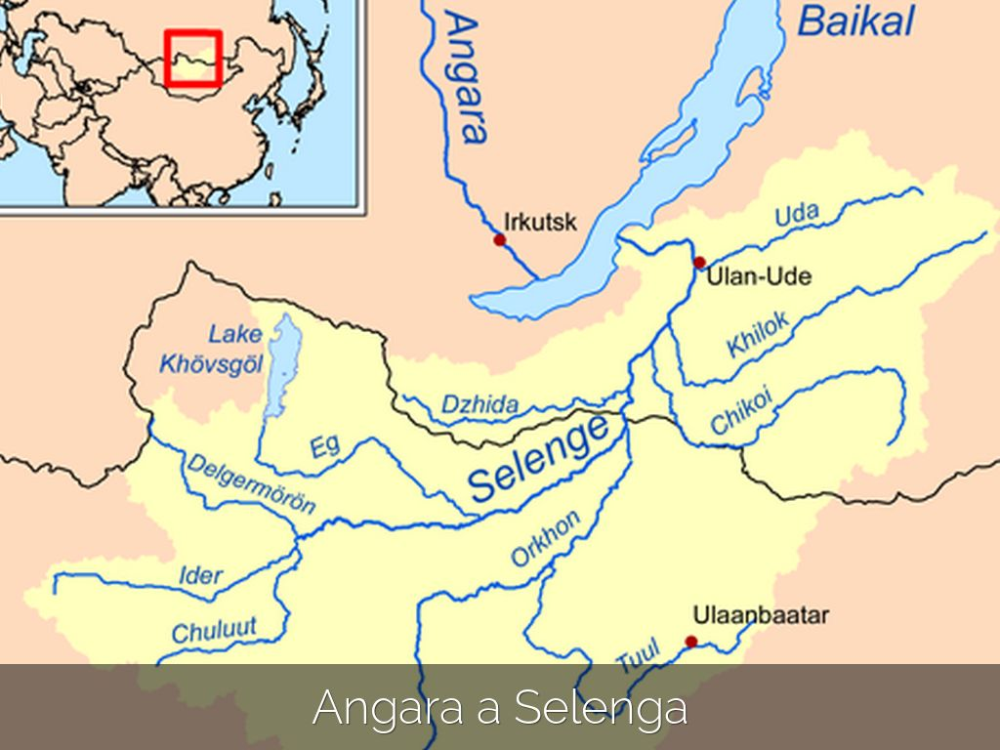 Baikal
Angara
Irkutsk
Uda
Ulan-Ude
Lake
Khövsgöl
Khilok
Dzhida
Chikoi
Eg
Selenge
Delgermörön
Orkhon
Ider
Chuluut
Ulaanbaatar
Tuul
Angara a Selenga